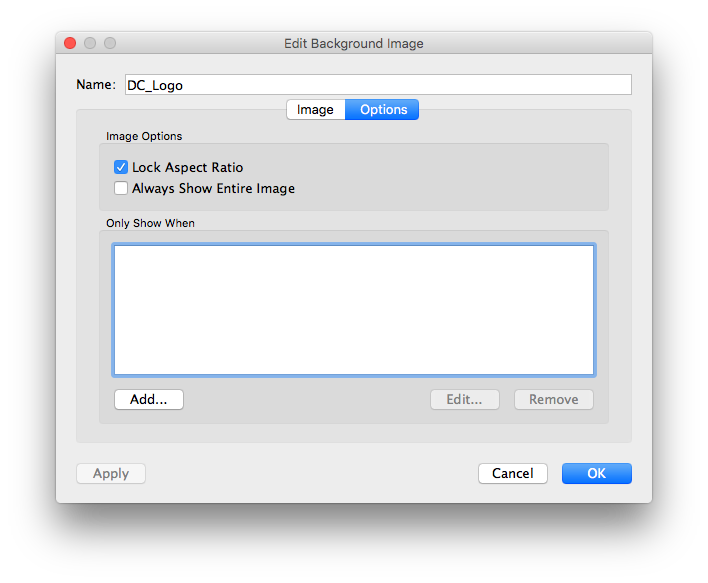 Edit Background Image
Name: DC_Logo
Image Options
Image Options
Lock Aspect Ratio
Always Show Entire Image
Only Show When
Add... Edit... Remove
Apply Cancel OK